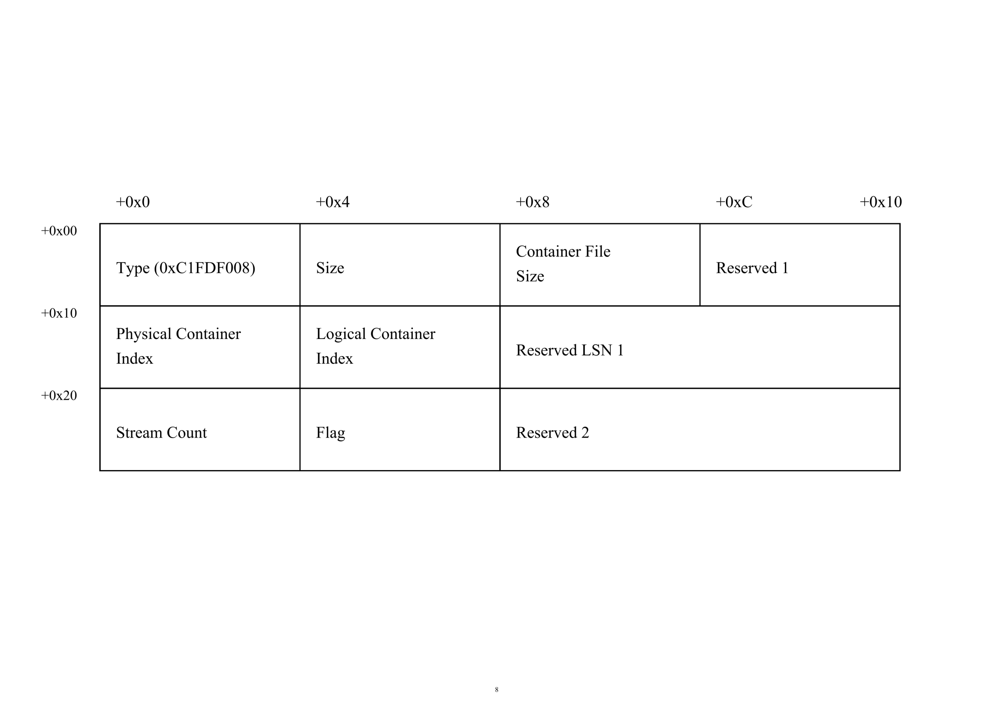 +0x0 +0x4 +0x8 +0xC +0x10
+0x00
Type (0xC1FDF008)
Size
Container File
Size
Reserved 1
+0x10
Physical Container
Index
Logical Container
Index
Reserved LSN 1
+0x20
Stream Count
Flag
Reserved 2
8